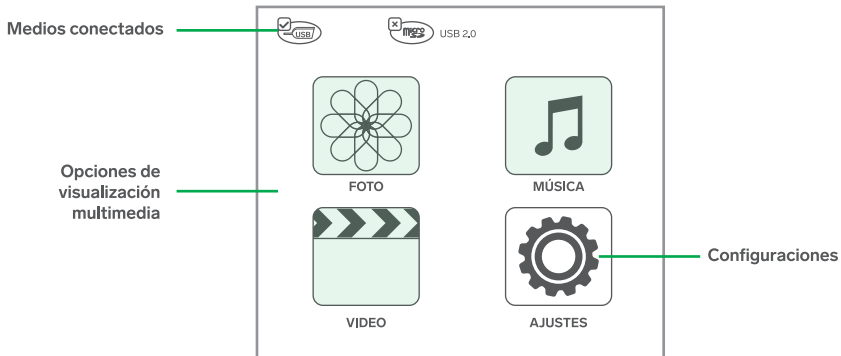 Medios conectados
USB
micro SD
USB 2.0
Opciones de
visualización
multimedia
FOTO
MÚSICA
VIDEO
AJUSTES
Configuraciones